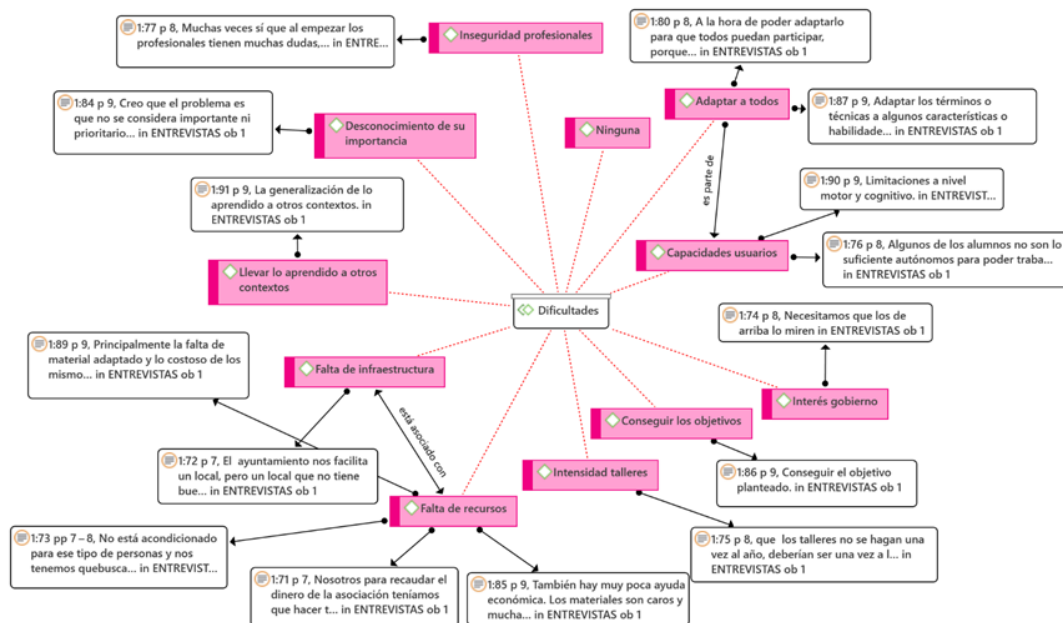 1:77 p 8, Muchas veces sí que al empezar los
profesionales tienen muchas dudas,... in ENTRE...
Inseguridad profesionales
1:80 p 8, A la hora de poder adaptarlo
para que todos puedan participar,
porque... in ENTREVISTAS ob 1
1:84 p 9, Creo que el problema es
que no se considera importante ni
prioritario... in ENTREVISTAS ob 1
Desconocimiento de su
importancia
Ninguna
Adaptar a todos
1:87 p 9, Adaptar los términos o
técnicas a algunos características o
habilidade... in ENTREVISTAS ob 1
es parte de
1:91 p 9, La generalización de lo
aprendido a otros contextos. in
ENTREVISTAS ob 1
1:90 p 9, Limitaciones a nivel
motor y cognitivo. in ENTREVIST...
Llevar lo aprendido a otros
contextos
Capacidades usuarios
1:76 p 8, Algunos de los alumnos no son lo
suficiente autónomos para poder traba...
in ENTREVISTAS ob 1
Dificultades
1:74 p 8, Necesitamos que los de
arriba lo miren in ENTREVISTAS ob 1
1:89 p 9, Principalmente la falta de
material adaptado y lo costoso de los
mismo... in ENTREVISTAS ob 1
Falta de infraestructura
está asociado con
Interés gobierno
Conseguir los objetivos
1:72 p 7, El ayuntamiento nos facilita
un local, pero un local que no tiene
bue... in ENTREVISTAS ob 1
Intensidad talleres
1:86 p 9, Conseguir el objetivo
planteado. in ENTREVISTAS ob 1
Falta de recursos
1:73 pp 7 – 8, No está acondicionado
para ese tipo de personas y nos
tenemos quebusca... in ENTREVIST...
1:75 p 8, que los talleres no se hagan una
vez al año, deberían ser una vez a l... in
ENTREVISTAS ob 1
1:71 p 7, Nosotros para recaudar el
dinero de la asociación teníamos
que hacer t... in ENTREVISTAS ob 1
1:85 p 9, También hay muy poca ayuda
económica. Los materiales son caros y
mucha... in ENTREVISTAS ob 1